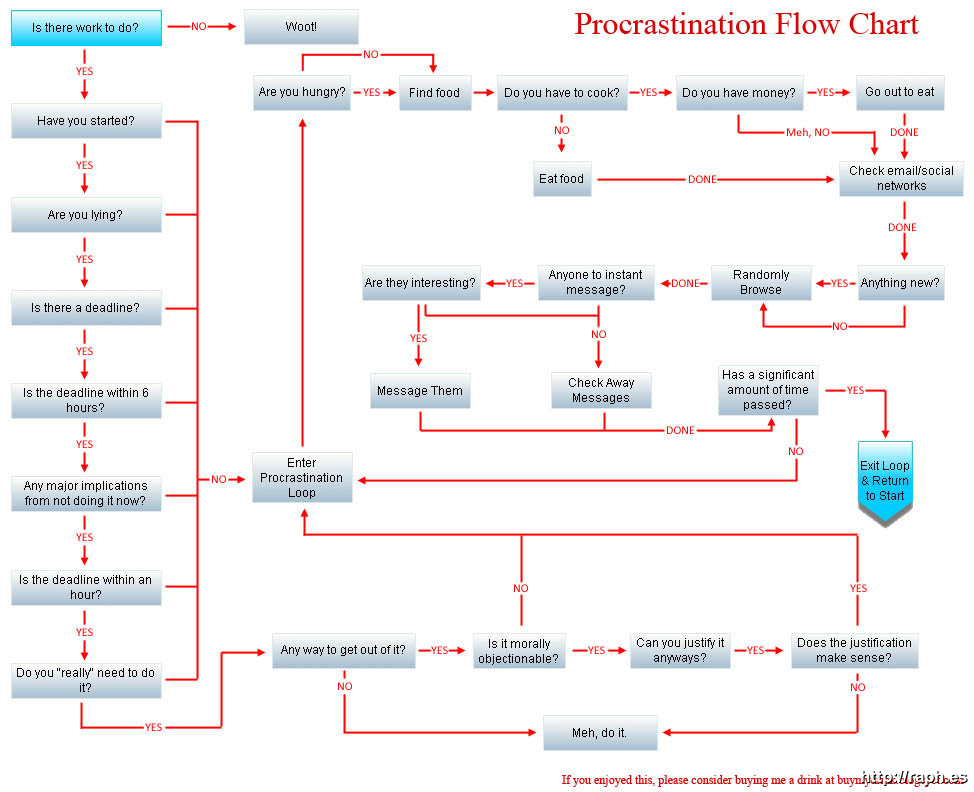 Procrastination Flow Chart
Is there work to do?
NO
Woot!
YES
Have you started?
YES
Are you lying?
YES
Is there a deadline?
YES
Is the deadline within 6
hours?
YES
Any major implications
from not doing it now?
YES
Is the deadline within an
hour?
YES
Do you "really" need to do
it?
YES
NO
Enter
Procrastination
Loop
NO
Are you hungry?
YES
Find food
Do you have to cook?
YES
Do you have money?
YES
Go out to eat
NO
Meh, NO
DONE
Eat food
DONE
Check email/social
networks
DONE
Anything new?
YES
Randomly
Browse
NO
DONE
Anyone to instant
message?
YES
Are they interesting?
YES
NO
Message Them
Check Away
Messages
DONE
Has a significant
amount of time
passed?
YES
NO
Exit Loop
& Return
to Start
Any way to get out of it?
YES
Is it morally
objectionable?
YES
Can you justify it
anyways?
YES
Does the justification
make sense?
NO
YES
NO
NO
Meh, do it.
If you enjoyed this, please consider buying me a drink at
http://raph.es